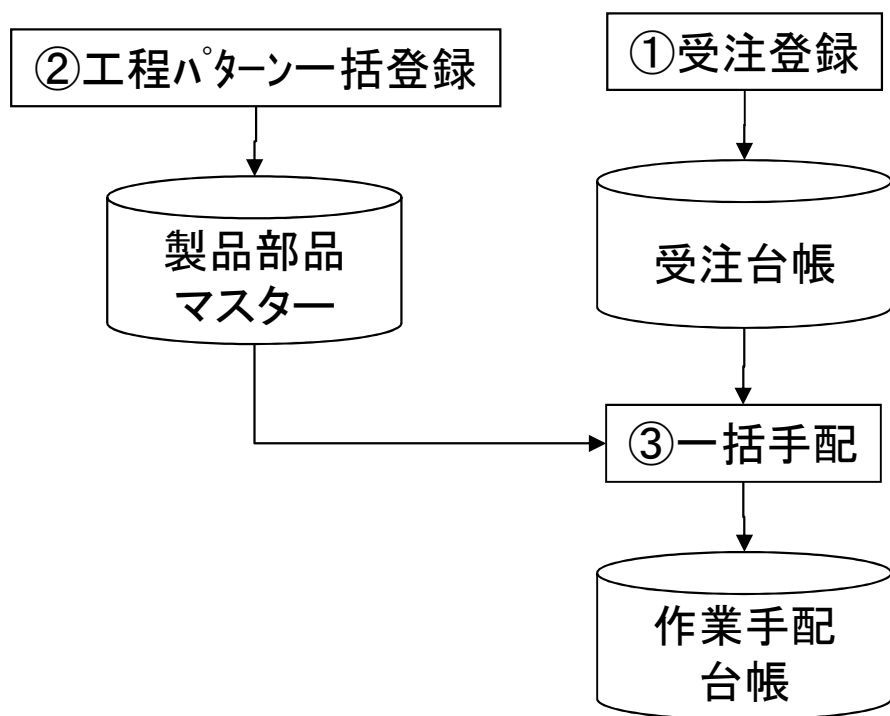 ②工程ﾊﾟﾀｰﾝ一括登録
①受注登録
製品部品
マスター
受注台帳
③一括手配
作業手配
台帳